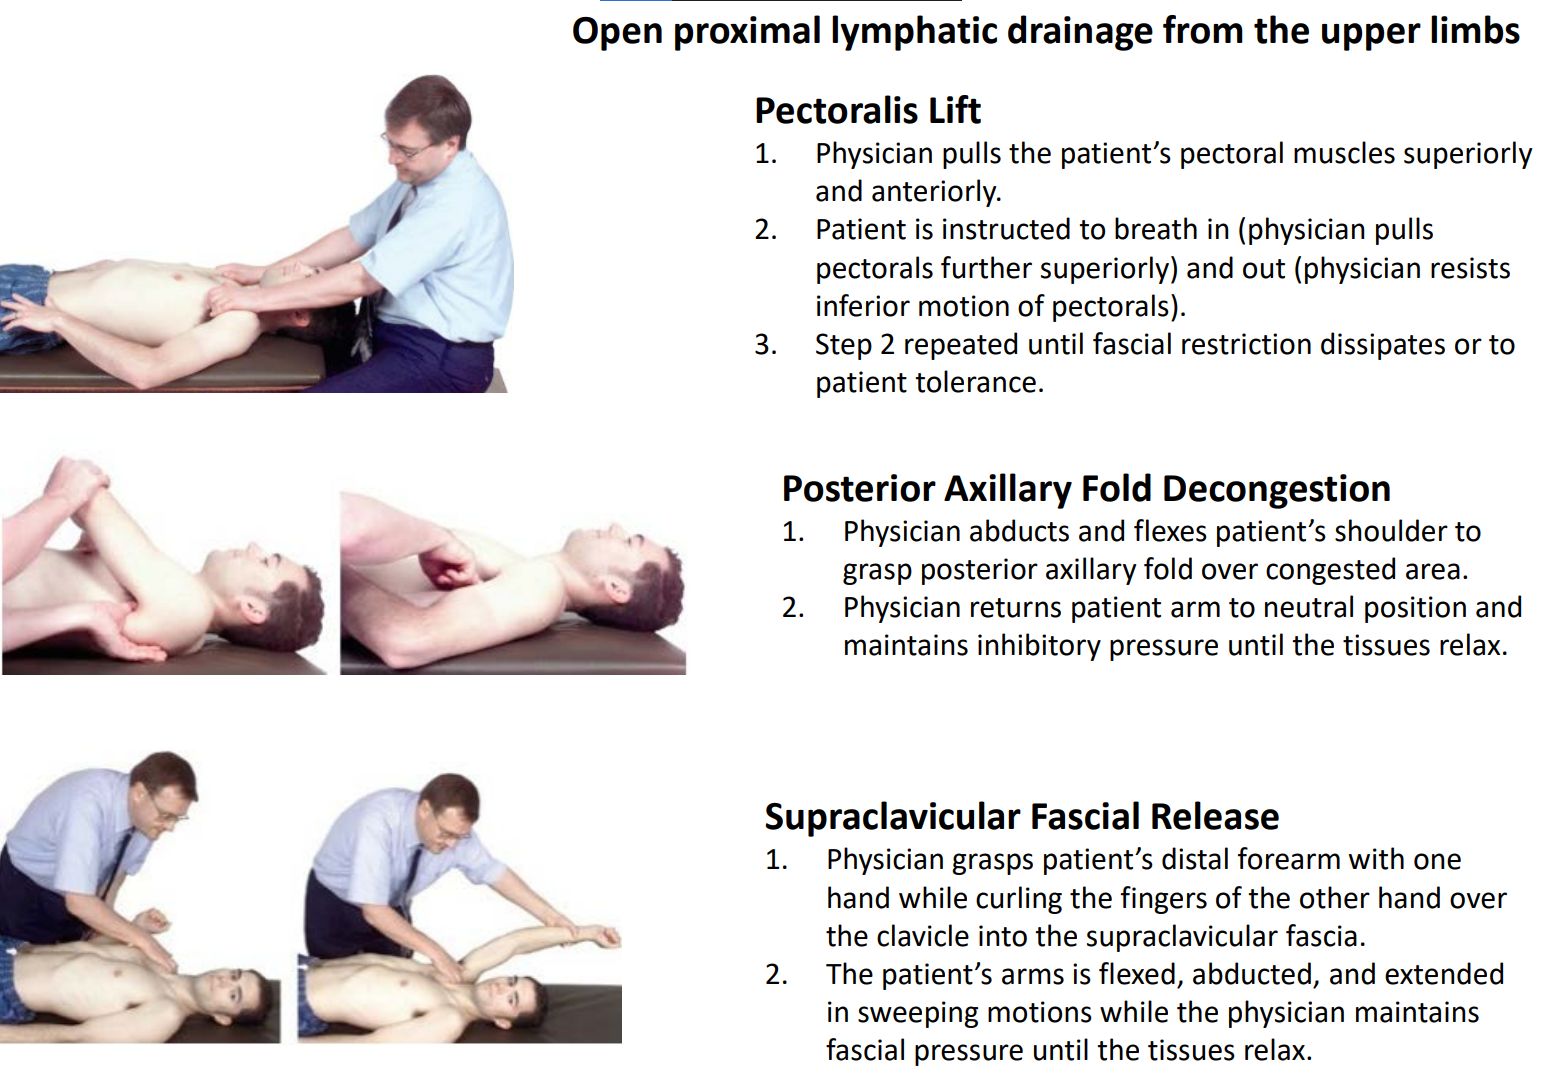 Open proximal lymphatic drainage from the upper limbs
Pectoralis Lift
1. Physician pulls the patient’s pectoral muscles superiorly
and anteriorly.
2. Patient is instructed to breath in (physician pulls
pectorals further superiorly) and out (physician resists
inferior motion of pectorals).
3. Step 2 repeated until fascial restriction dissipates or to
patient tolerance.
Posterior Axillary Fold Decongestion
1. Physician abducts and flexes patient’s shoulder to
grasp posterior axillary fold over congested area.
2. Physician returns patient arm to neutral position and
maintains inhibitory pressure until the tissues relax.
Supraclavicular Fascial Release
1. Physician grasps patient’s distal forearm with one
hand while curling the fingers of the other hand over
the clavicle into the supraclavicular fascia.
2. The patient’s arms is flexed, abducted, and extended
in sweeping motions while the physician maintains
fascial pressure until the tissues relax.